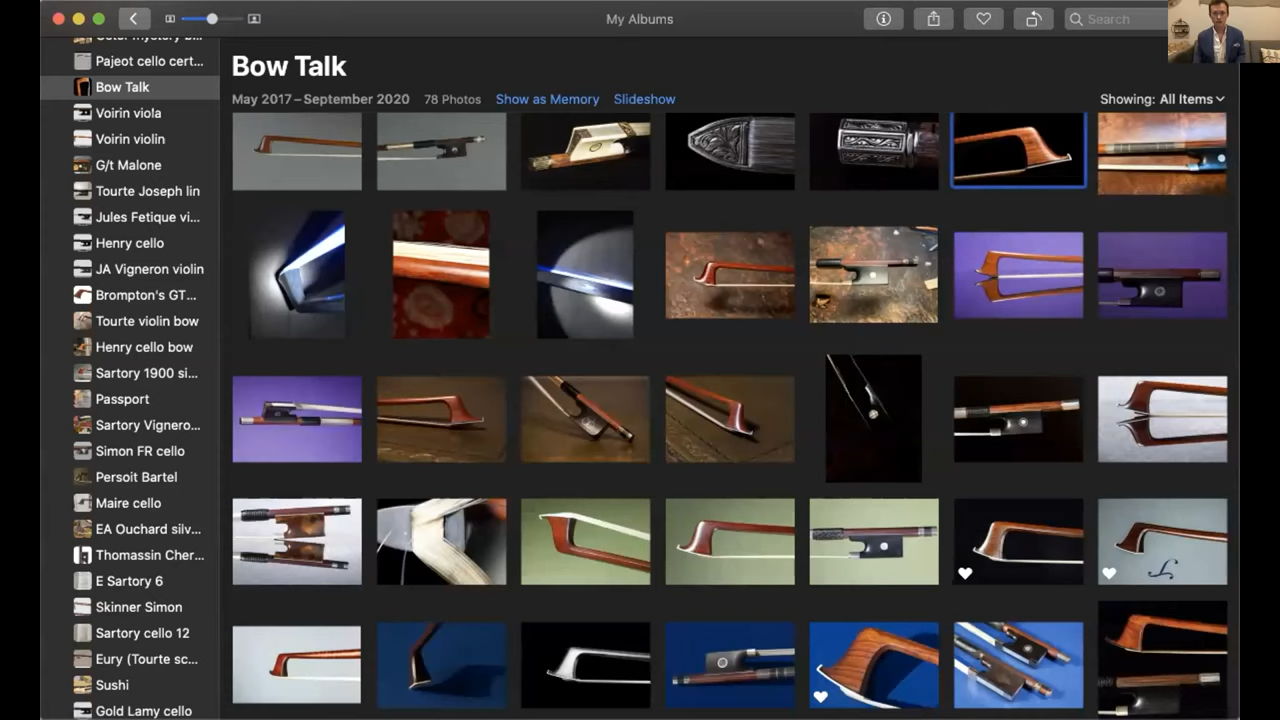 My Albums
Search
Pajeot cello cert...
Bow Talk
Voirin viola
Voirin violin
G/t Malone
Tourte Joseph lin
Jules Fetique vi...
Henry cello
JA Vigneron violin
Brompton's GT...
Tourte violin bow
Henry cello bow
Sartory 1900 si...
Passport
Sartory Vignero...
Simon FR cello
Persoit Bartel
Maire cello
EA Ouchard silv...
Thomassin Cher...
E Sartory 6
Skinner Simon
Sartory cello 12
Eury (Tourte sc...
Sushi
Gold Lamy cello
Bow Talk
May 2017–September 2020 78 Photos Show as Memory Slideshow
Showing: All Items